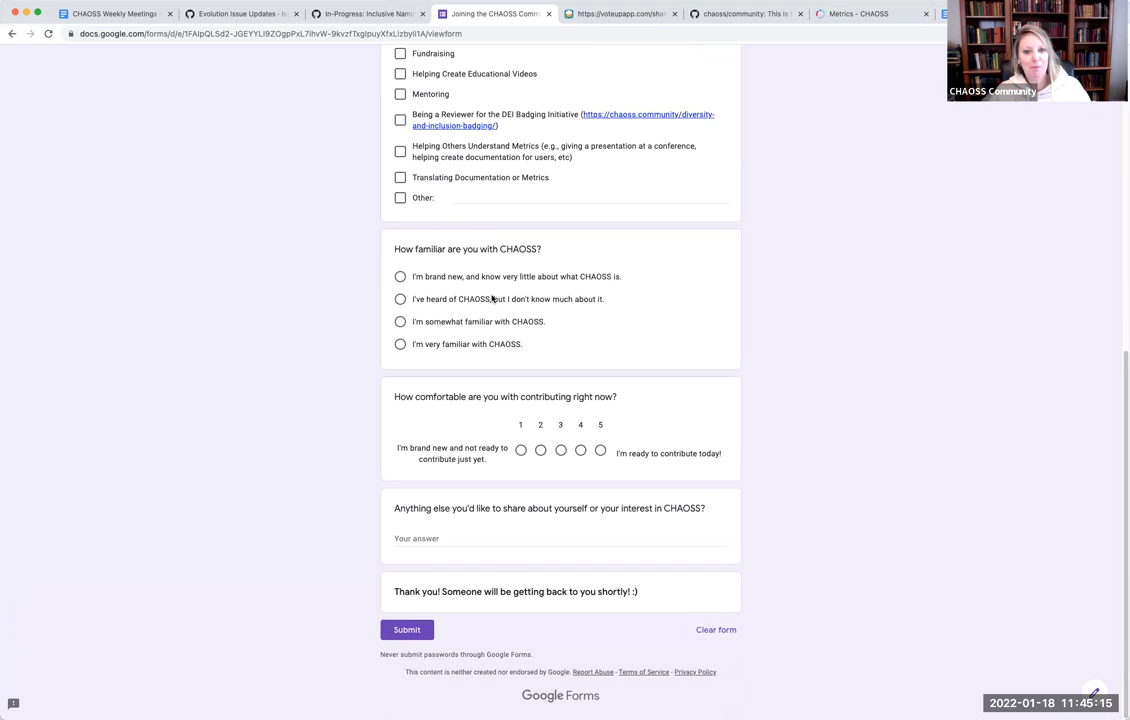 CHAOSS Weekly Meetings
Evolution Issue Updates - Is
In-Progress: Inclusive Nami
Joining the CHAOSS Comm
https://voteupapp.com/shar
chaoss/community: This is t
Metrics - CHAOSS
docs.google.com/forms/d/e/1FAIpQLSd2-JGEYYLI9ZOgpPxL7ihvW-9kvzfTxgIpuyXfxLizbyIi1A/viewform
CHAOSS Community
Fundraising
Helping Create Educational Videos
Mentoring
Being a Reviewer for the DEI Badging Initiative (https://chaoss.community/diversity-
and-inclusion-badging/)
Helping Others Understand Metrics (e.g., giving a presentation at a conference,
helping create documentation for users, etc)
Translating Documentation or Metrics
Other:
How familiar are you with CHAOSS?
I'm brand new, and know very little about what CHAOSS is.
I've heard of CHAOSS, but I don't know much about it.
I'm somewhat familiar with CHAOSS.
I'm very familiar with CHAOSS.
How comfortable are you with contributing right now?
1 2 3 4 5
I'm brand new and not ready to
contribute just yet.
I'm ready to contribute today!
Anything else you'd like to share about yourself or your interest in CHAOSS?
Your answer
Thank you! Someone will be getting back to you shortly! :)
Submit
Clear form
Never submit passwords through Google Forms.
This content is neither created nor endorsed by Google. Report Abuse - Terms of Service - Privacy Policy
Google Forms
2022-01-18 11:45:15